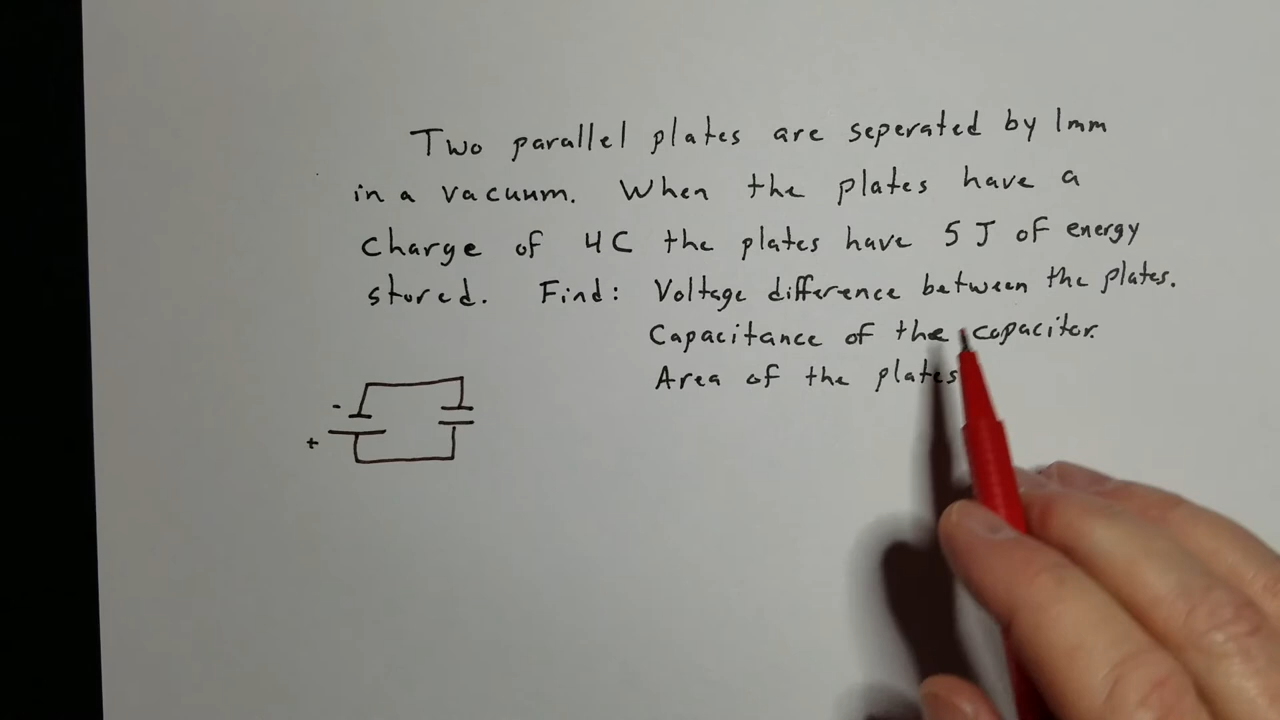 Two parallel plates are seperated by 1mm
in a vacuum. When the plates have a
charge of 4C the plates have 5 J of energy
stored. Find: Voltage difference between the plates.
Capacitance of the capacitor.
Area of the plates
-
+